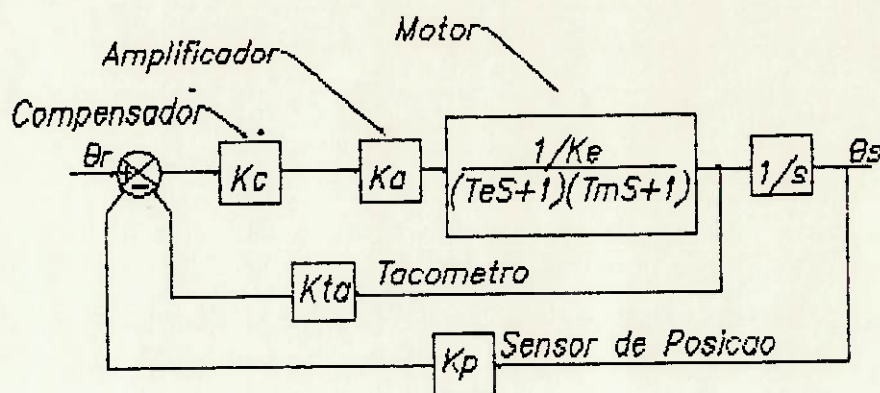 Motor
Amplificador
Compensador
θr
Kc
Ka
1/Ke
(TeS+1)(TmS+1)
1/s
θs
Kta
Tacometro
Kp
Sensor de Posicao